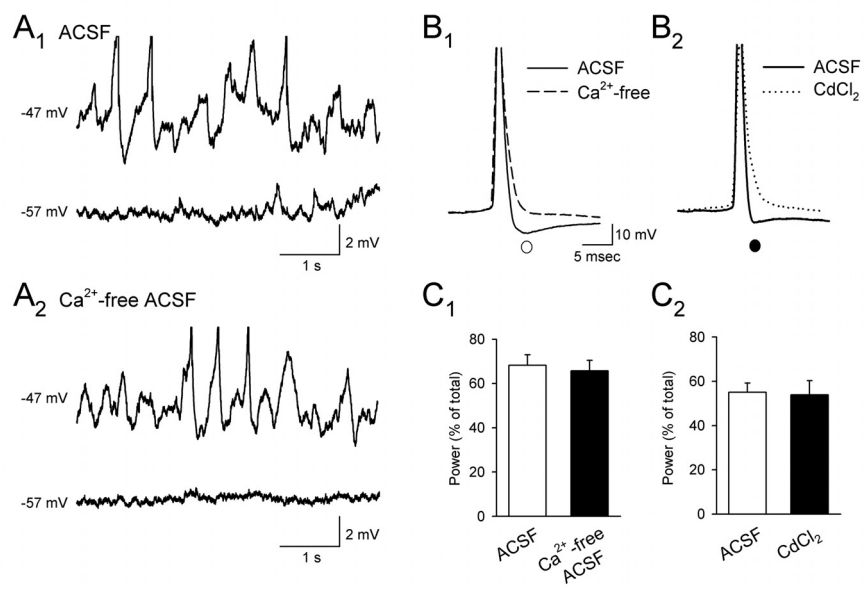 A1 ACSF
-47 mV
-57 mV
2 mV
1 s
A2 Ca2+-free ACSF
-47 mV
-57 mV
2 mV
1 s
B1
ACSF
Ca2+-free
10 mV
5 msec
B2
ACSF
CdCl2
C1
Power (% of total)
80
60
40
20
0
ACSF
Ca2+-free
ACSF
C2
Power (% of total)
80
60
40
20
0
ACSF
CdCl2